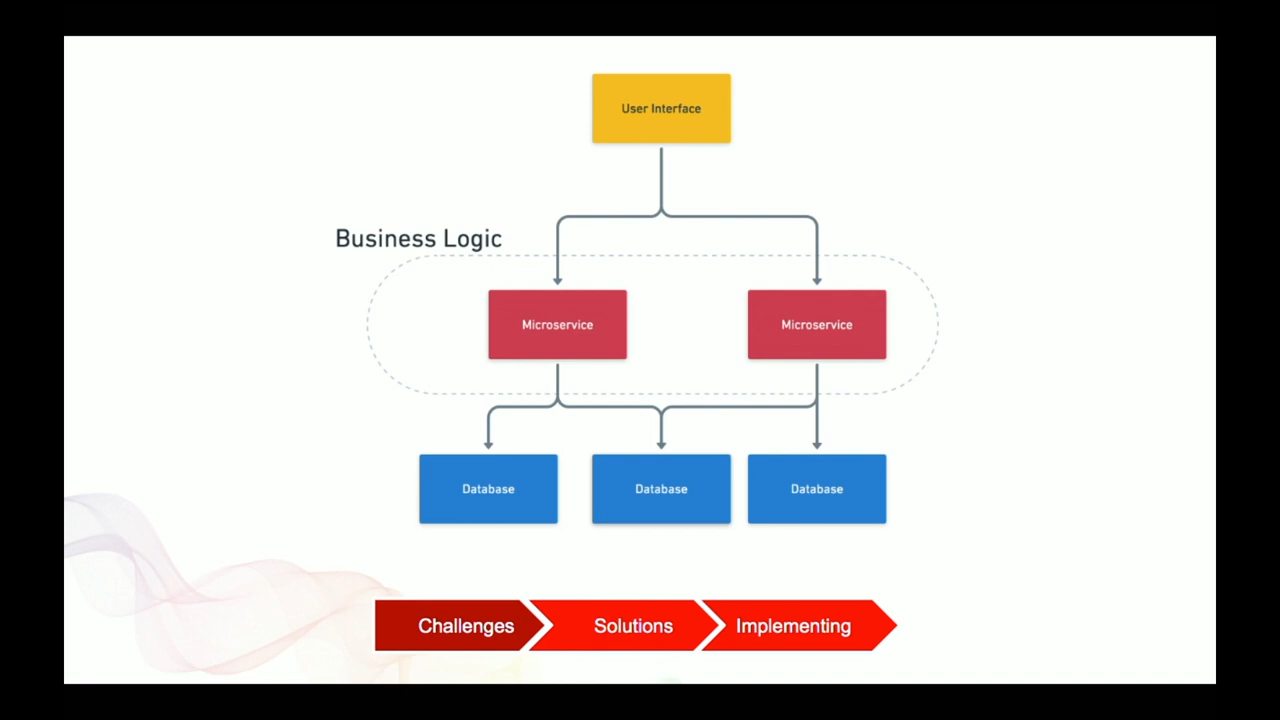 User Interface
Business Logic
Microservice
Microservice
Database
Database
Database
Challenges
Solutions
Implementing